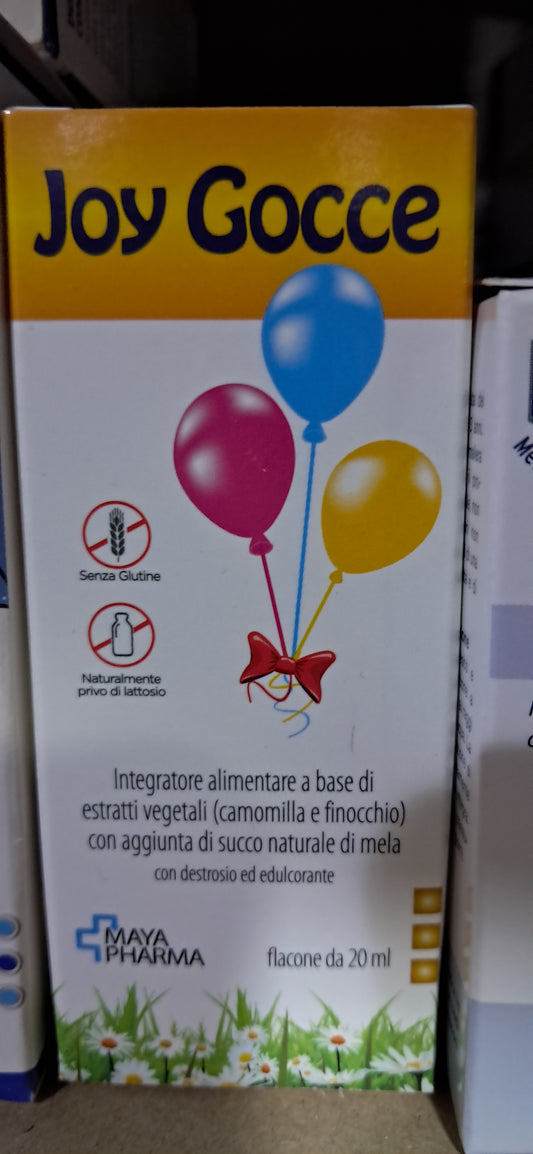 Joy Gocce
Senza Glutine
Naturalmente
privo di lattosio
Integratore alimentare a base di
estratti vegetali (camomilla e finocchio)
con aggiunta di succo naturale di mela
con destrosio ed edulcorante
MAYA
PHARMA
flacone da 20 ml